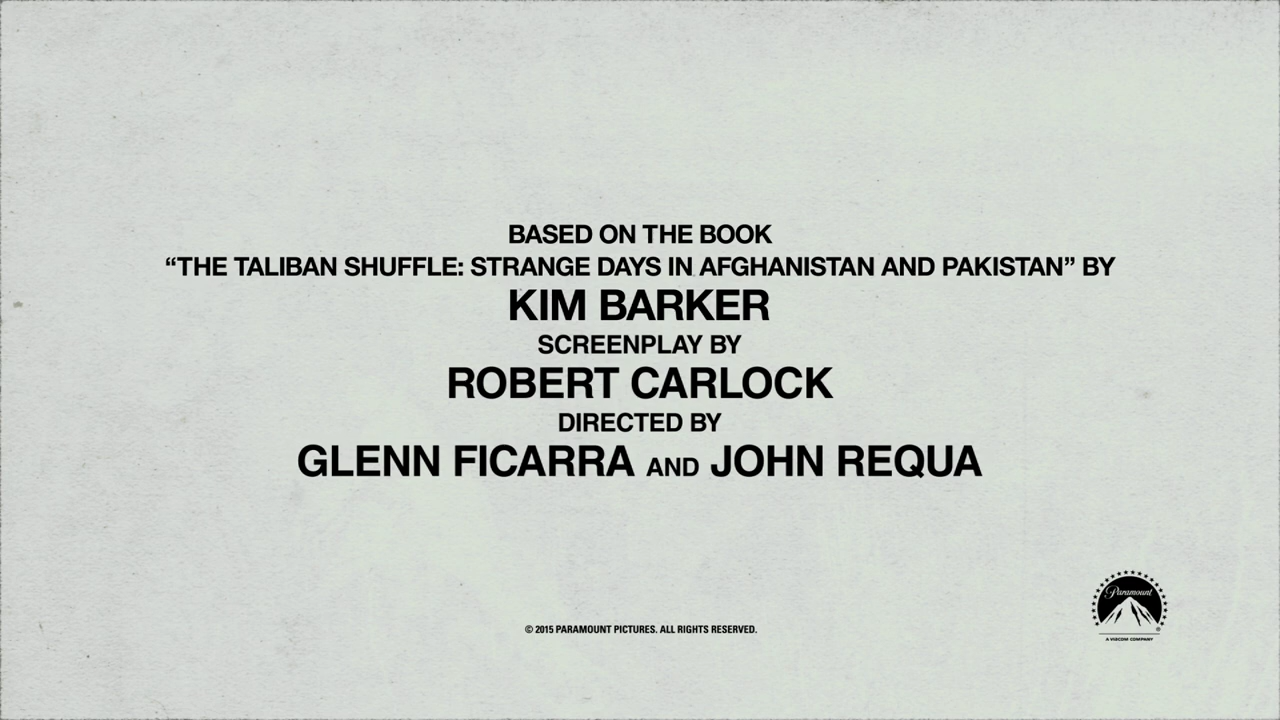 BASED ON THE BOOK
“THE TALIBAN SHUFFLE: STRANGE DAYS IN AFGHANISTAN AND PAKISTAN” BY
KIM BARKER
SCREENPLAY BY
ROBERT CARLOCK
DIRECTED BY
GLENN FICARRA AND JOHN REQUA
Paramount
®
A VIACOM COMPANY
© 2015 PARAMOUNT PICTURES. ALL RIGHTS RESERVED.